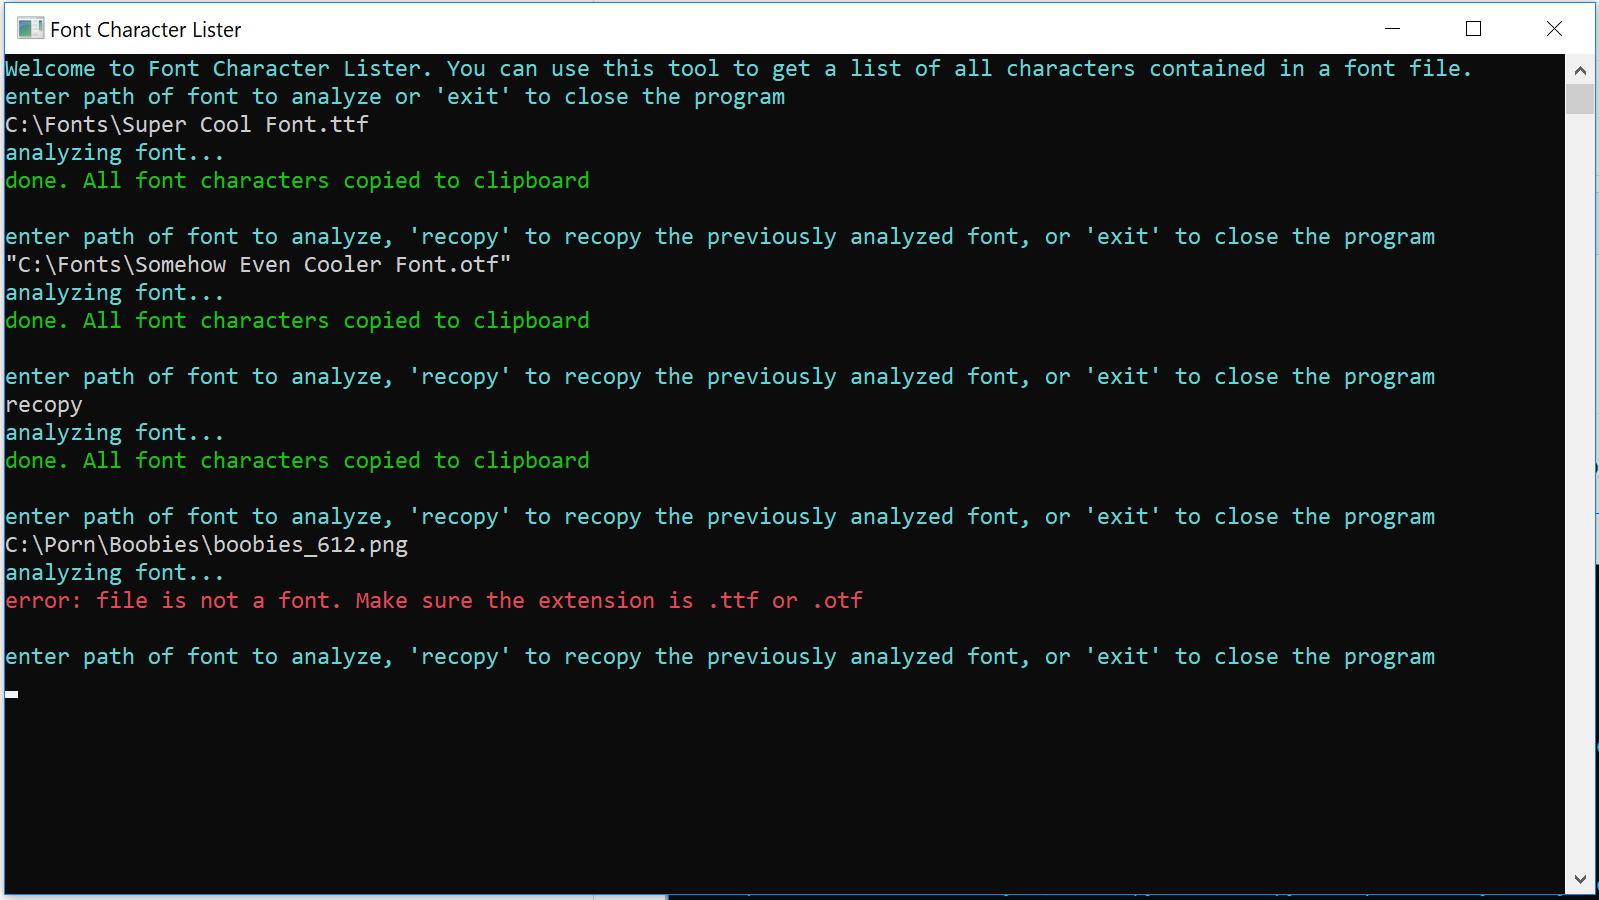 Font Character Lister
Welcome to Font Character Lister. You can use this tool to get a list of all characters contained in a font file.
enter path of font to analyze or 'exit' to close the program
C:\Fonts\Super Cool Font.ttf
analyzing font...
done. All font characters copied to clipboard
enter path of font to analyze, 'recopy' to recopy the previously analyzed font, or 'exit' to close the program
"C:\Fonts\Somehow Even Cooler Font.otf"
analyzing font...
done. All font characters copied to clipboard
enter path of font to analyze, 'recopy' to recopy the previously analyzed font, or 'exit' to close the program
recopy
analyzing font...
done. All font characters copied to clipboard
enter path of font to analyze, 'recopy' to recopy the previously analyzed font, or 'exit' to close the program
C:\Porn\Boobies\boobies_612.png
analyzing font...
error: file is not a font. Make sure the extension is .ttf or .otf
enter path of font to analyze, 'recopy' to recopy the previously analyzed font, or 'exit' to close the program